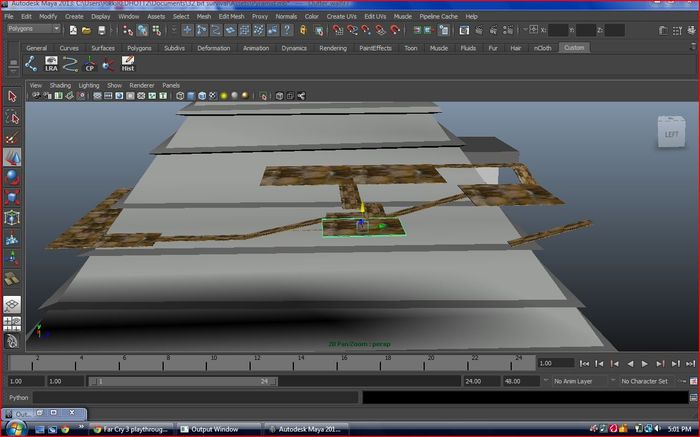 Edit Modify Create Display Window Assets Select Mesh Edit Mesh Proxy Normals Color Create UVs Edit UVs Muscle Pipeline Cache Help
Polygons
X: Y: Z:
General Curves Surfaces Polygons Subdivs Deformation Animation Dynamics Rendering PaintEffects Toon Muscle Fluids Fur Hair nCloth Custom
LRA CP Hist
View Shading Lighting Show Renderer Panels
LEFT
2D Pan/Zoom : persp
2 4 6 8 10 12 14 16 18 20 22 24 1.00
1.00 1.00 1 24 24.00 48.00 No Anim Layer No Character Set
Python
Far Cry 3 playthroug... Output Window Autodesk Maya 201... 5:01 PM